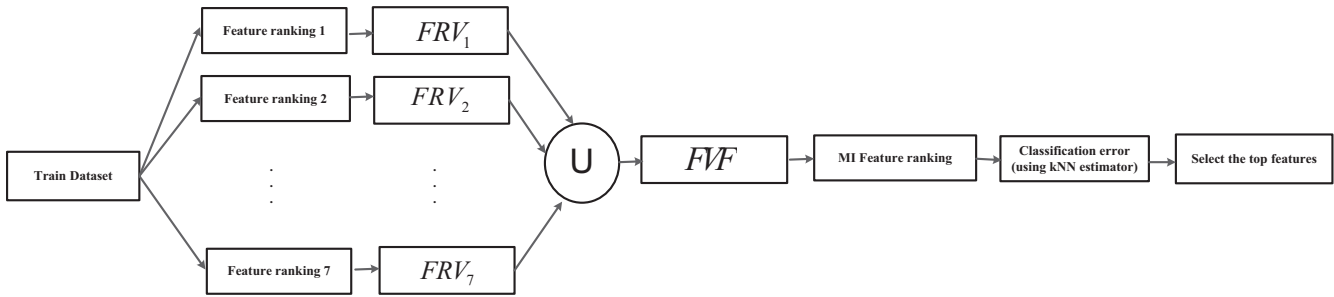 Feature ranking 1
FRV₁
Feature ranking 2
FRV₂
Train Dataset
U
FVF
MI Feature ranking
Classification error
(using kNN estimator)
Select the top features
Feature ranking 7
FRV₇